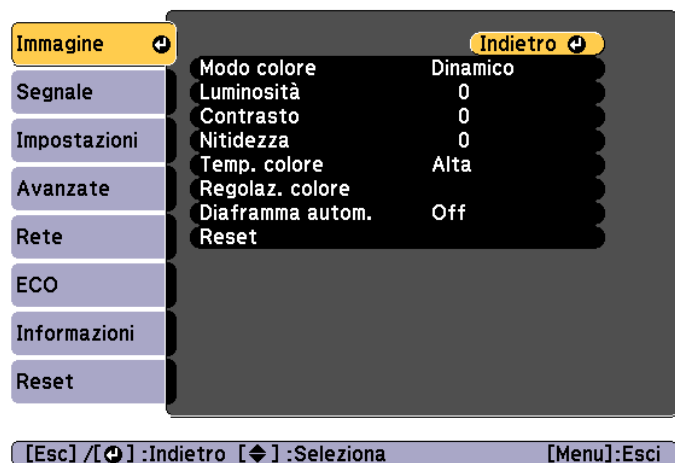 Immagine
Segnale
Impostazioni
Avanzate
Rete
ECO
Informazioni
Reset
Indietro
Modo colore Dinamico
Luminosità 0
Contrasto 0
Nitidezza 0
Temp. colore Alta
Regolaz. colore
Diaframma autom. Off
Reset
[Esc] /[ ] :Indietro [ ] :Seleziona [Menu]:Esci